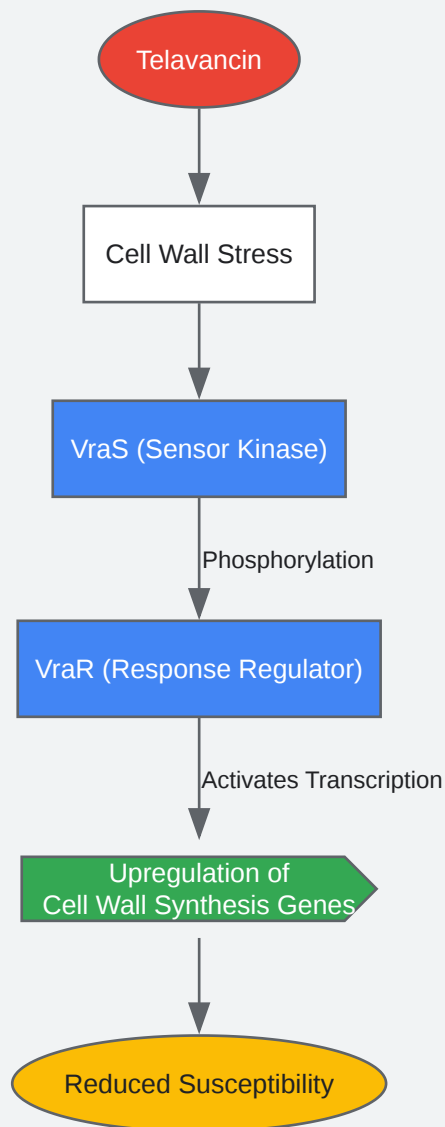 Telavancin
Cell Wall Stress
VraS (Sensor Kinase)
Phosphorylation
VraR (Response Regulator)
Activates Transcription
Upregulation of
Cell Wall Synthesis Genes
Reduced Susceptibility